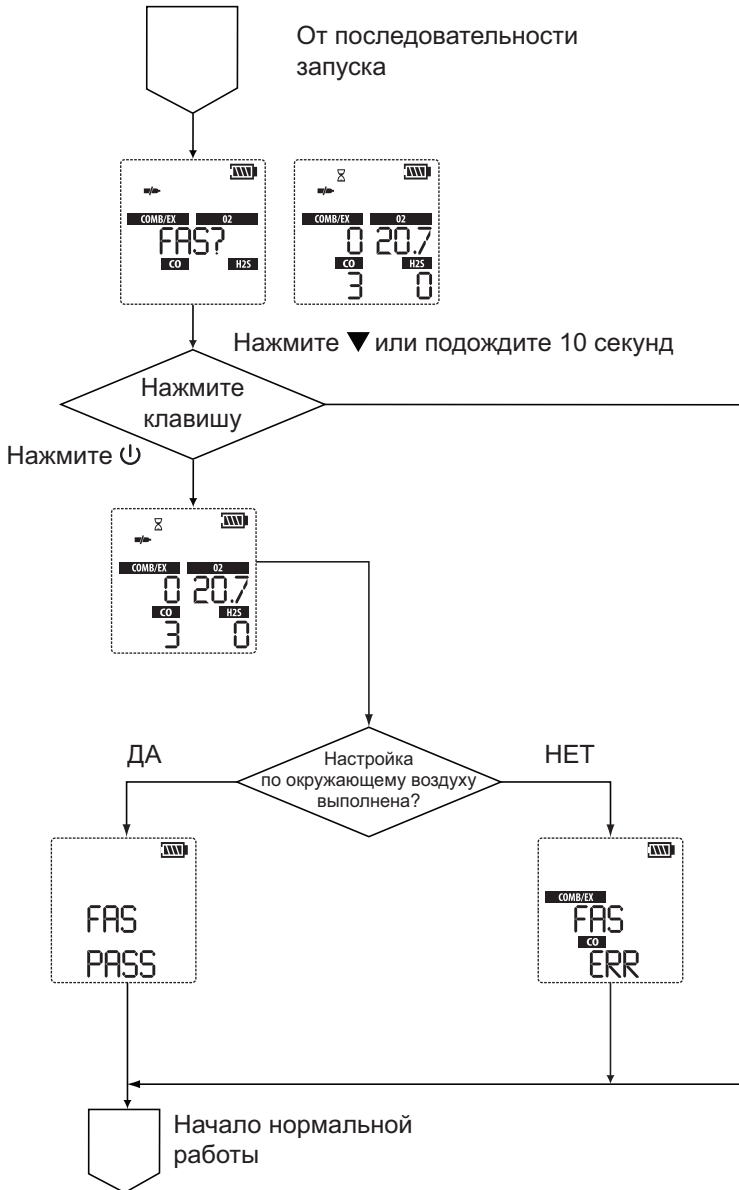 От последовательности
запуска
COMB/EX O2
FAS?
CO H2S
COMB/EX O2
0 20.7
CO H2S
3 0
Нажмите ▼ или подождите 10 секунд
Нажмите
клавишу
Нажмите ⏻
COMB/EX O2
0 20.7
CO H2S
3 0
ДА
Настройка
по окружающему воздуху
выполнена?
НЕТ
FAS
PASS
COMB/EX
FAS
CO
ERR
Начало нормальной
работы